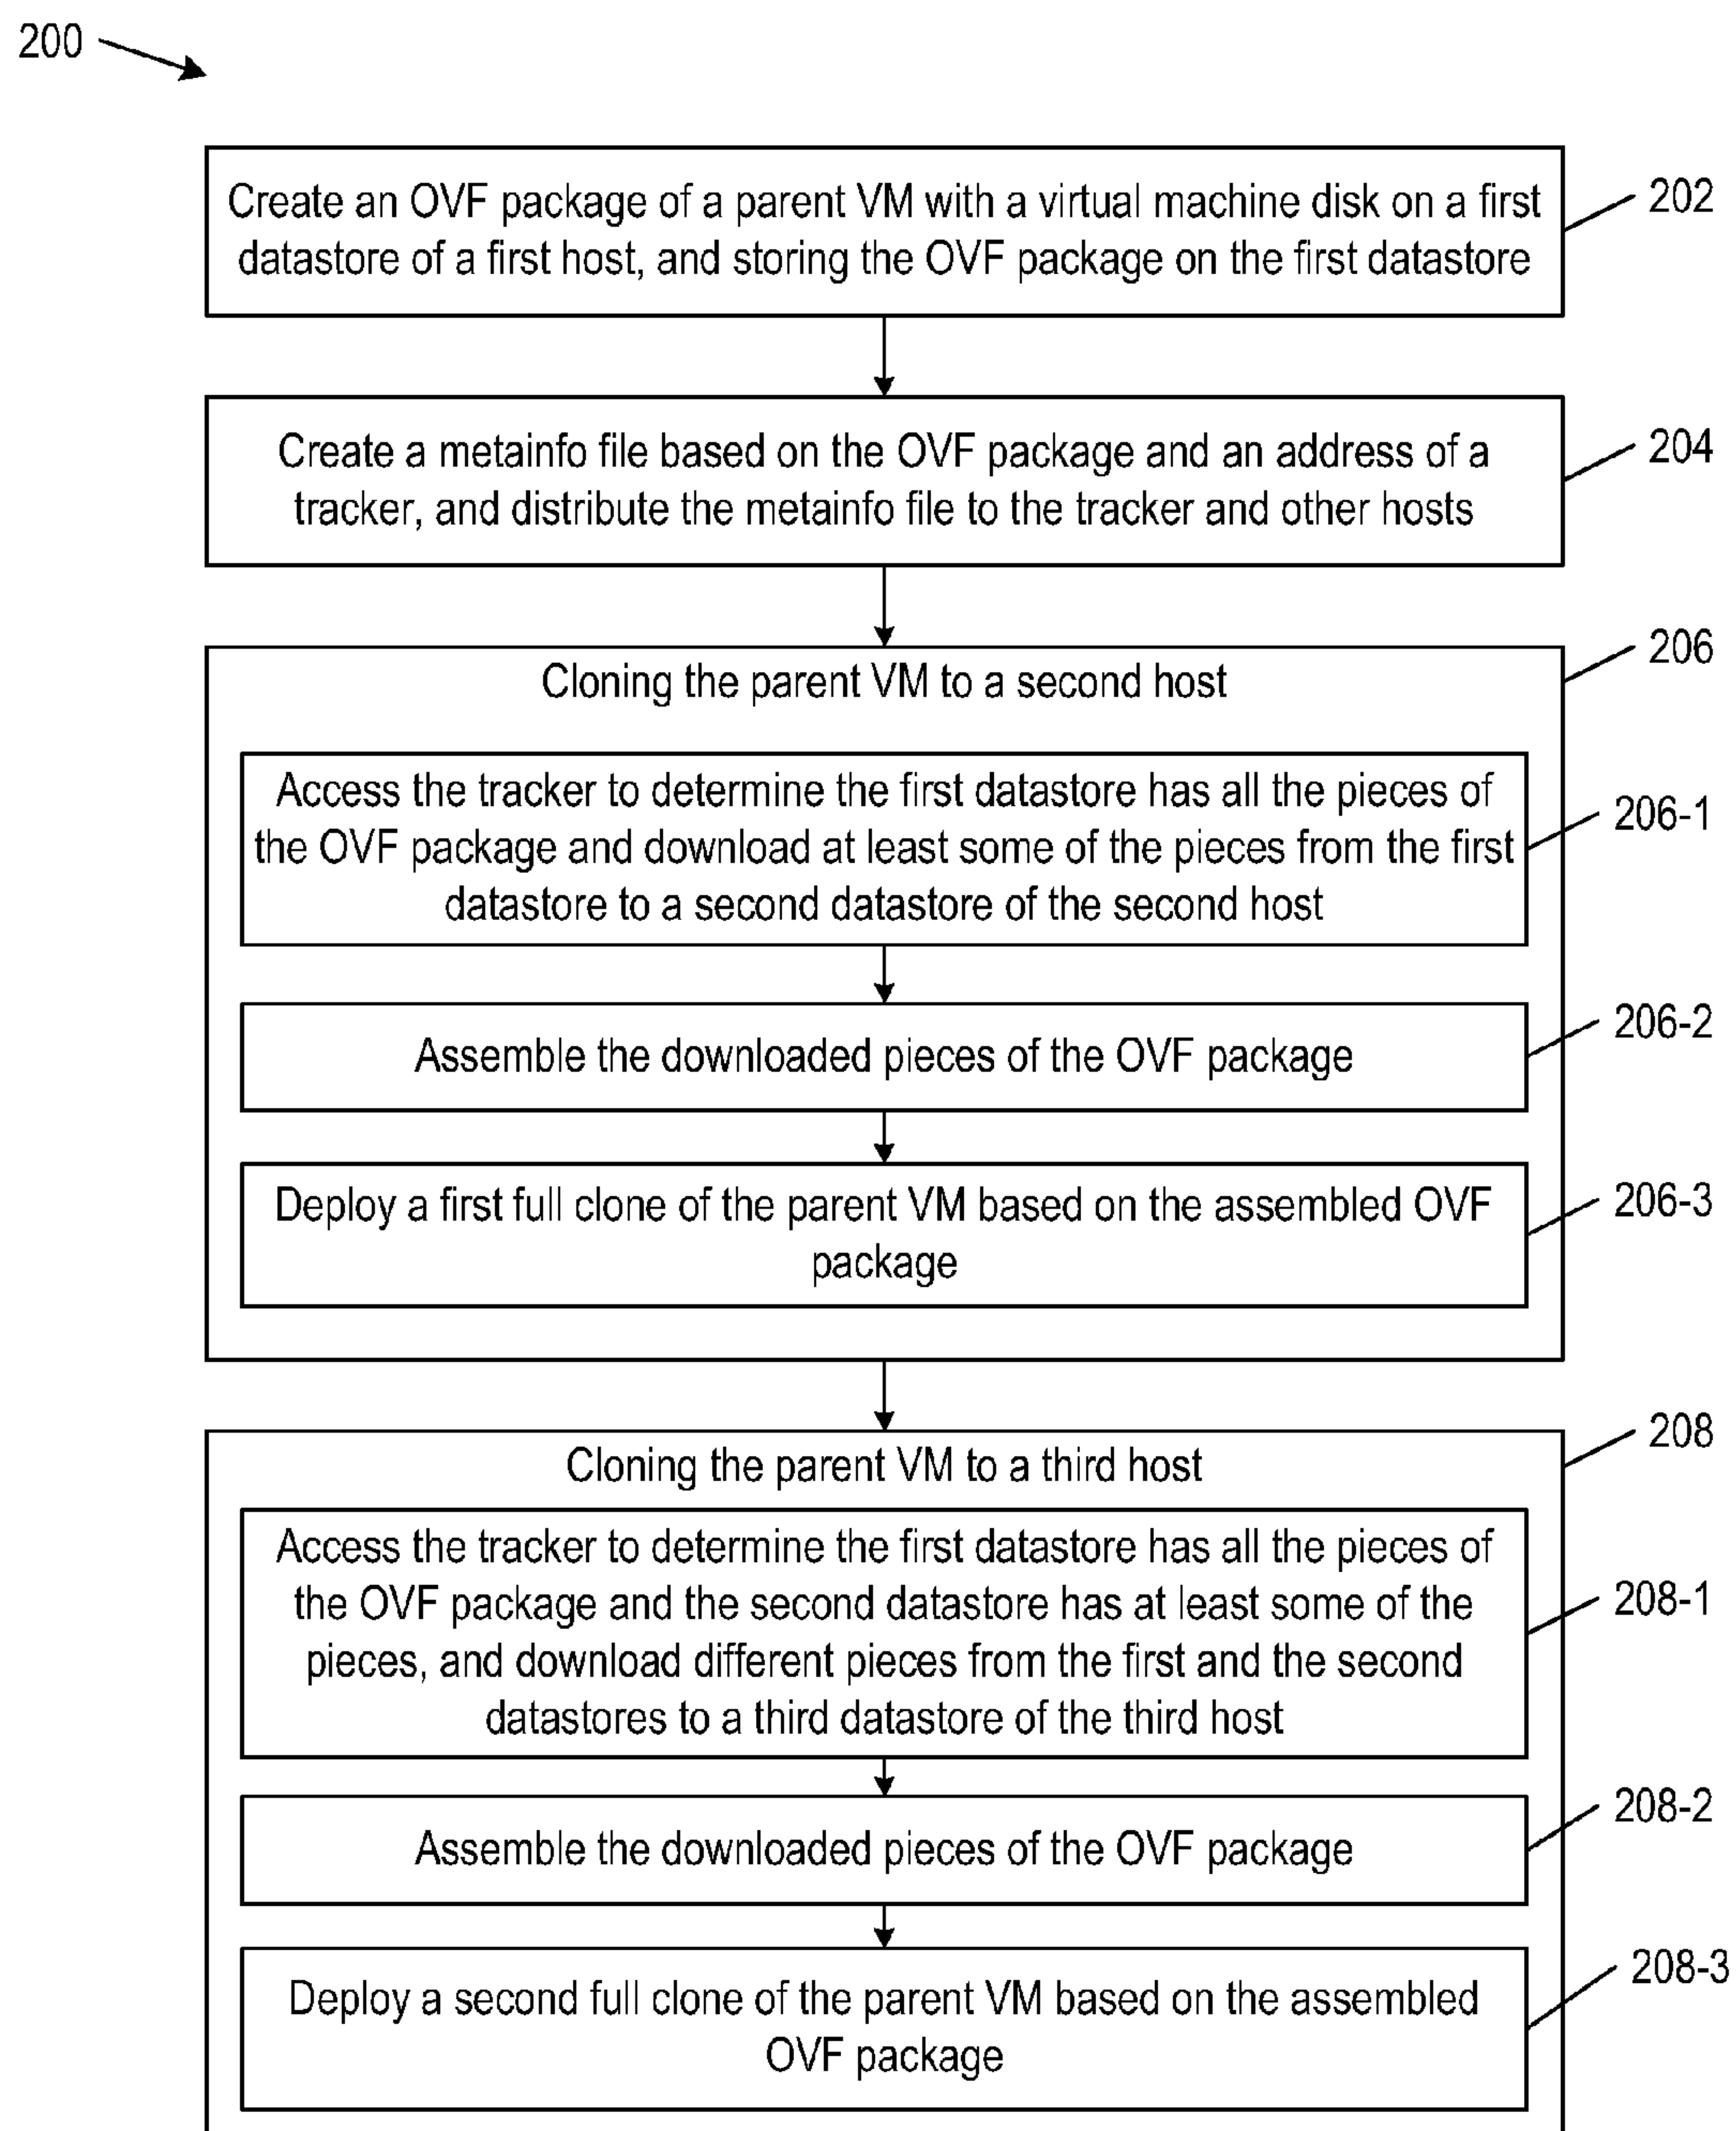 200
Create an OVF package of a parent VM with a virtual machine disk on a first
datastore of a first host, and storing the OVF package on the first datastore
202
Create a metainfo file based on the OVF package and an address of a
tracker, and distribute the metainfo file to the tracker and other hosts
204
Cloning the parent VM to a second host
206
Access the tracker to determine the first datastore has all the pieces of
the OVF package and download at least some of the pieces from the first
datastore to a second datastore of the second host
206-1
Assemble the downloaded pieces of the OVF package
206-2
Deploy a first full clone of the parent VM based on the assembled OVF
package
206-3
Cloning the parent VM to a third host
208
Access the tracker to determine the first datastore has all the pieces of
the OVF package and the second datastore has at least some of the
pieces, and download different pieces from the first and the second
datastores to a third datastore of the third host
208-1
Assemble the downloaded pieces of the OVF package
208-2
Deploy a second full clone of the parent VM based on the assembled
OVF package
208-3